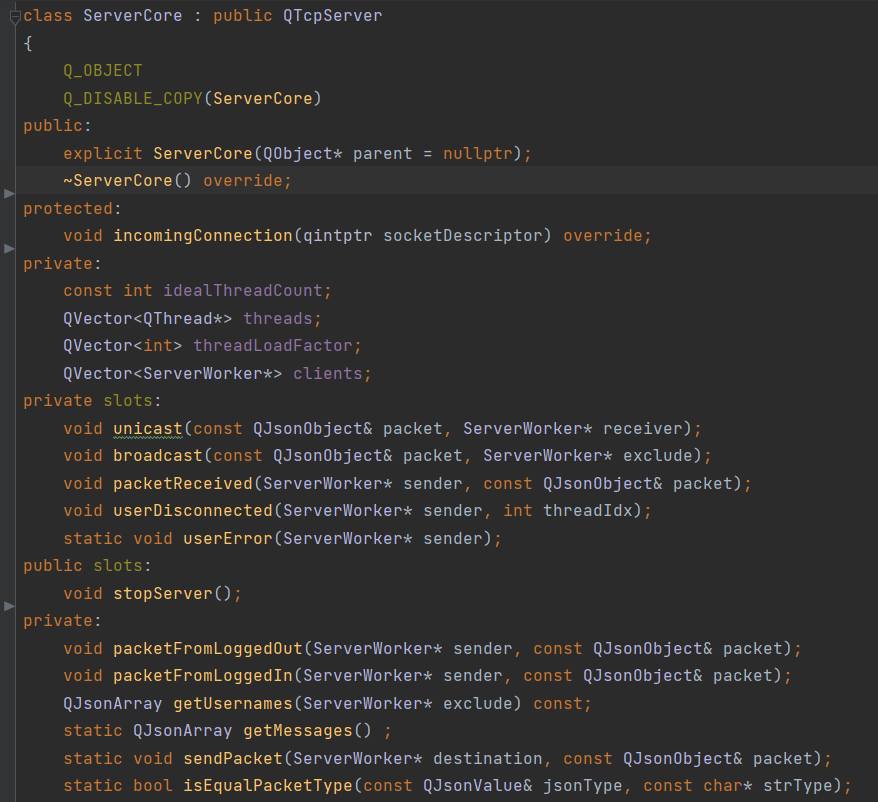 class ServerCore : public QTcpServer
{
    Q_OBJECT
    Q_DISABLE_COPY(ServerCore)
public:
    explicit ServerCore(QObject* parent = nullptr);
    ~ServerCore() override;
protected:
    void incomingConnection(qintptr socketDescriptor) override;
private:
    const int idealThreadCount;
    QVector<QThread*> threads;
    QVector<int> threadLoadFactor;
    QVector<ServerWorker*> clients;
private slots:
    void unicast(const QJsonObject& packet, ServerWorker* receiver);
    void broadcast(const QJsonObject& packet, ServerWorker* exclude);
    void packetReceived(ServerWorker* sender, const QJsonObject& packet);
    void userDisconnected(ServerWorker* sender, int threadIdx);
    static void userError(ServerWorker* sender);
public slots:
    void stopServer();
private:
    void packetFromLoggedOut(ServerWorker* sender, const QJsonObject& packet);
    void packetFromLoggedIn(ServerWorker* sender, const QJsonObject& packet);
    QJsonArray getUsernames(ServerWorker* exclude) const;
    static QJsonArray getMessages() ;
    static void sendPacket(ServerWorker* destination, const QJsonObject& packet);
    static bool isEqualPacketType(const QJsonValue& jsonType, const char* strType);